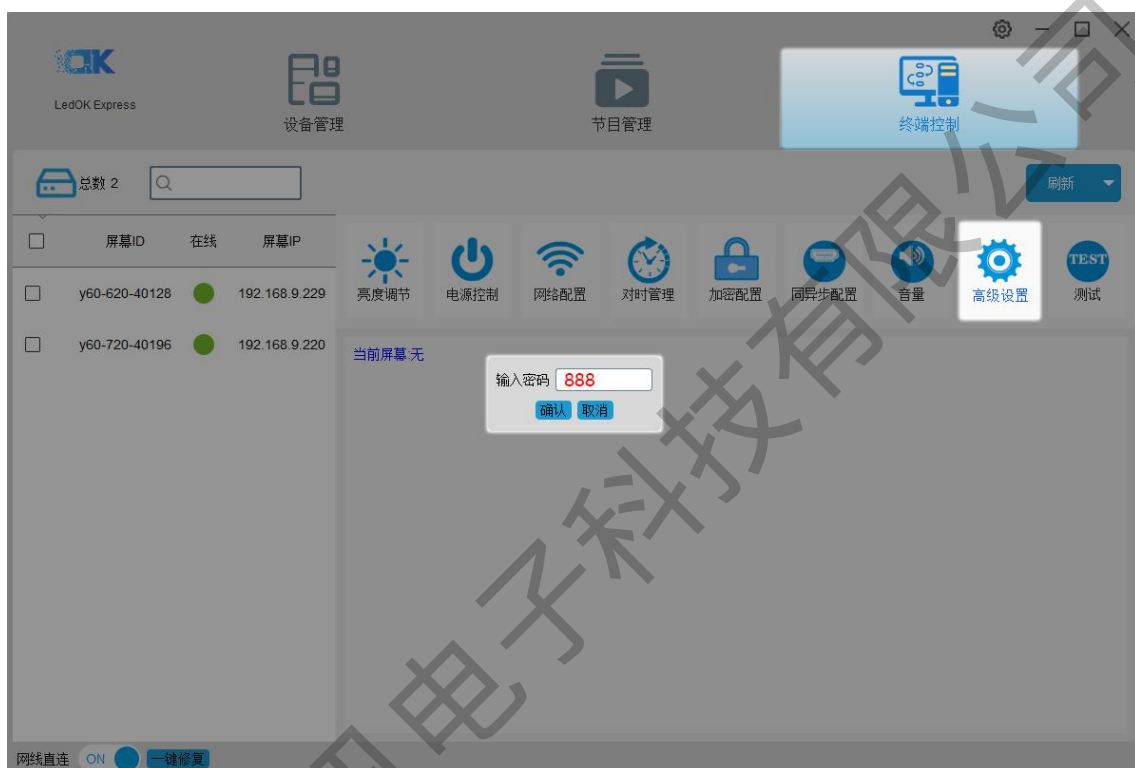 OK
LedOK Express
设备管理
节目管理
终端控制
总数 2
刷新
屏幕ID 在线 屏幕IP
y60-620-40128 192.168.9.229
y60-720-40196 192.168.9.220
亮度调节 电源控制 网络配置 对时管理 加密配置 同异步配置 音量 高级设置 测试
TEST
当前屏幕:无
输入密码 888
确认 取消
网线直连 ON 一键修复
电子科技有限公司